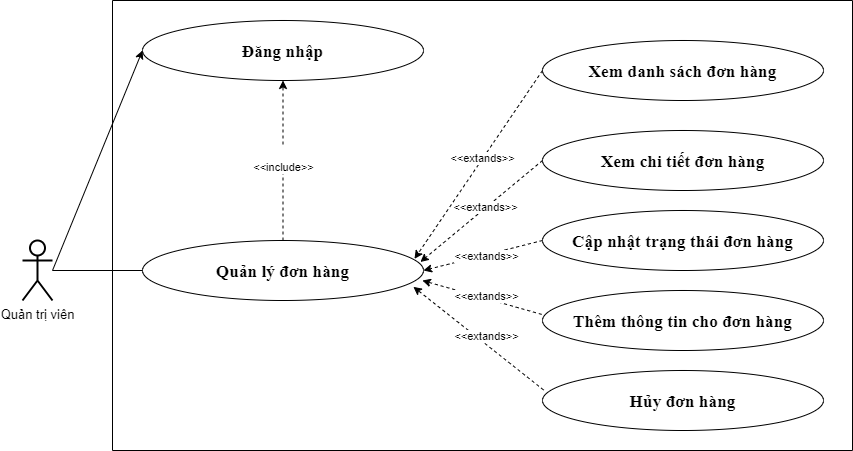 Đăng nhập
Xem danh sách đơn hàng
<<extands>>
Xem chi tiết đơn hàng
<<include>>
<<extands>>
Cập nhật trạng thái đơn hàng
<<extands>>
Quản lý đơn hàng
<<extands>>
Quản trị viên
Thêm thông tin cho đơn hàng
<<extands>>
Hủy đơn hàng